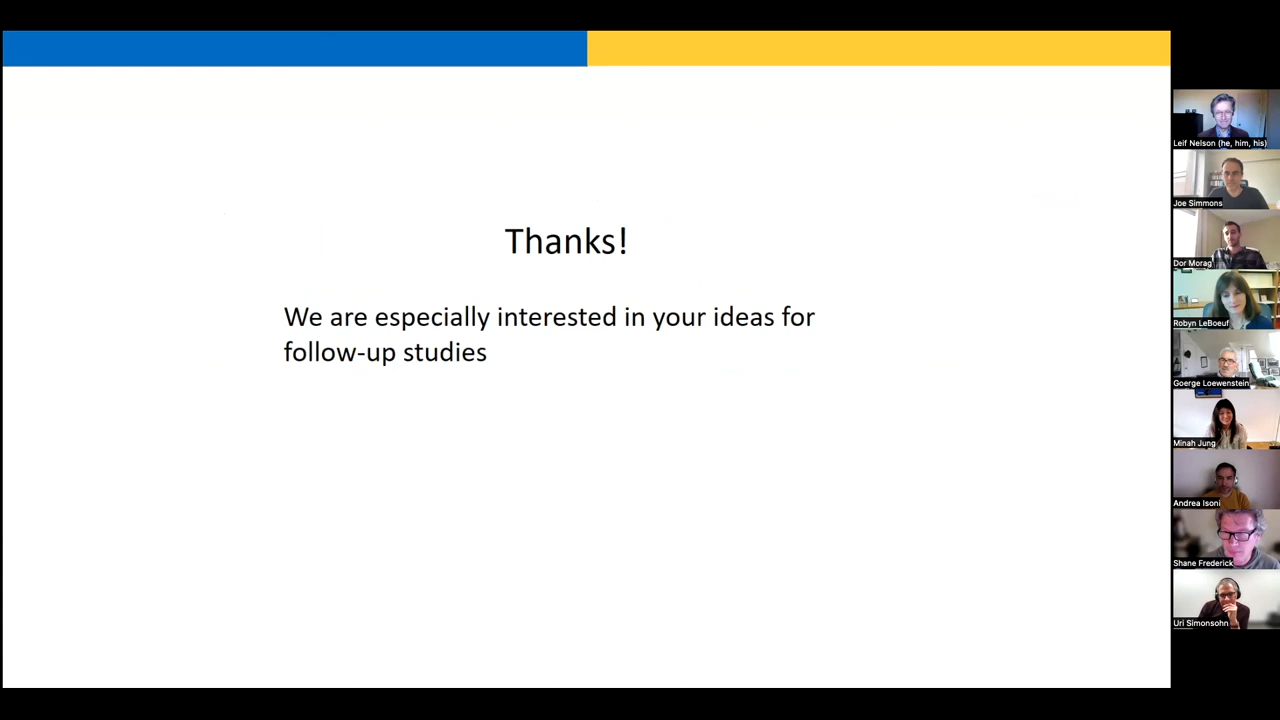 Thanks!
We are especially interested in your ideas for
follow-up studies
Leif Nelson (he, him, his)
Joe Simmons
Dor Morag
Robyn LeBoeuf
Goerge Loewenstein
Minah Jung
Andrea Isoni
Shane Frederick
Uri Simonsohn